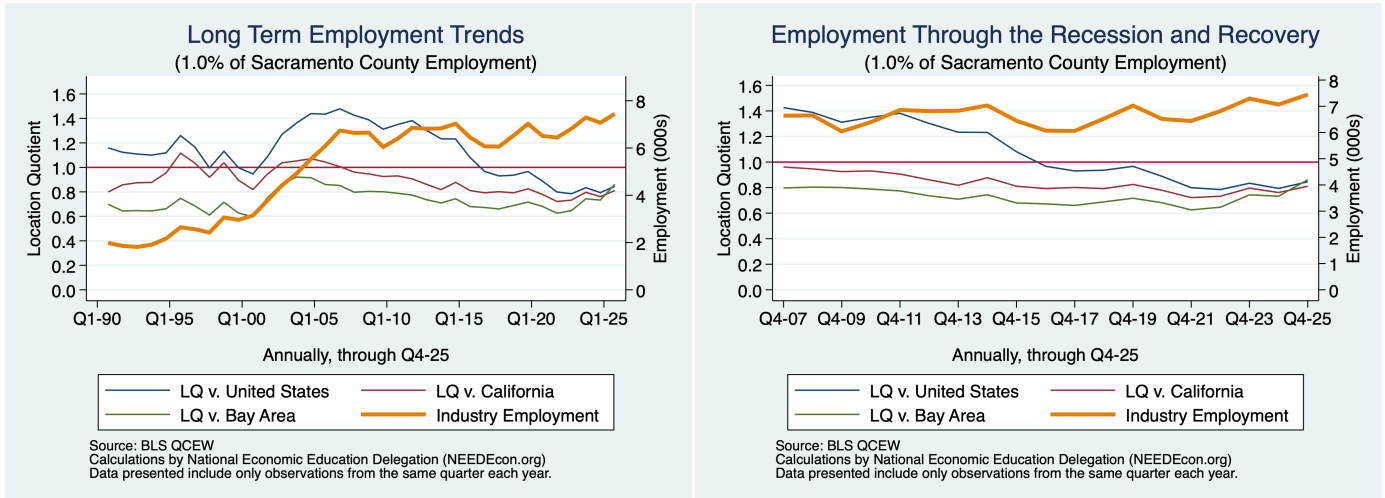 Long Term Employment Trends
(1.0% of Sacramento County Employment)
Location Quotient
1.6
1.4
1.2
1.0
0.8
0.6
0.4
0.2
0.0
8
6
4
2
0
Employment (000s)
Q1-90 Q1-95 Q1-00 Q1-05 Q1-10 Q1-15 Q1-20 Q1-25
Annually, through Q4-25
LQ v. United States LQ v. California
LQ v. Bay Area Industry Employment
Source: BLS QCEW
Calculations by National Economic Education Delegation (NEEDEcon.org)
Data presented include only observations from the same quarter each year.
Employment Through the Recession and Recovery
(1.0% of Sacramento County Employment)
Location Quotient
1.6
1.4
1.2
1.0
0.8
0.6
0.4
0.2
0.0
8
7
6
5
4
3
2
1
0
Employment (000s)
Q4-07 Q4-09 Q4-11 Q4-13 Q4-15 Q4-17 Q4-19 Q4-21 Q4-23 Q4-25
Annually, through Q4-25
LQ v. United States LQ v. California
LQ v. Bay Area Industry Employment
Source: BLS QCEW
Calculations by National Economic Education Delegation (NEEDEcon.org)
Data presented include only observations from the same quarter each year.